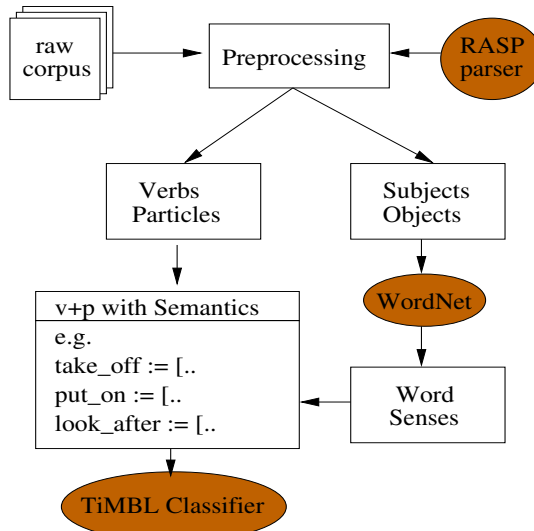 raw
corpus
Preprocessing
RASP
parser
Verbs
Particles
Subjects
Objects
v+p with Semantics
e.g.
take_off := [..
put_on := [..
look_after := [..
WordNet
Word
Senses
TiMBL Classifier